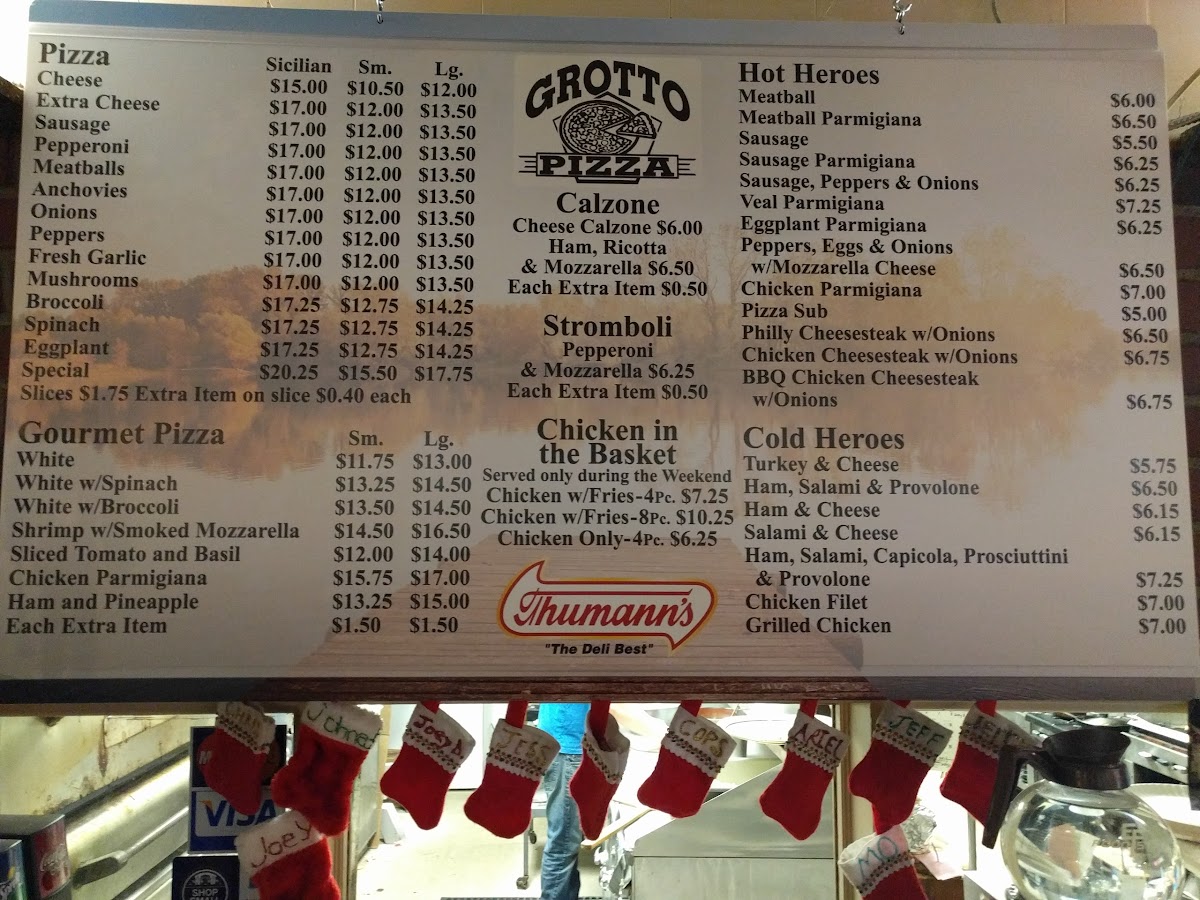 Pizza Sicilian Sm. Lg.
Cheese $15.00 $10.50 $12.00
Extra Cheese $17.00 $12.00 $13.50
Sausage $17.00 $12.00 $13.50
Pepperoni $17.00 $12.00 $13.50
Meatballs $17.00 $12.00 $13.50
Anchovies $17.00 $12.00 $13.50
Onions $17.00 $12.00 $13.50
Peppers $17.00 $12.00 $13.50
Fresh Garlic $17.00 $12.00 $13.50
Mushrooms $17.00 $12.00 $13.50
Broccoli $17.25 $12.75 $14.25
Spinach $17.25 $12.75 $14.25
Eggplant $17.25 $12.75 $14.25
Special $20.25 $15.50 $17.75
Slices $1.75 Extra Item on slice $0.40 each
Gourmet Pizza Sm. Lg.
White $11.75 $13.00
White w/Spinach $13.25 $14.50
White w/Broccoli $13.50 $14.50
Shrimp w/Smoked Mozzarella $14.50 $16.50
Sliced Tomato and Basil $12.00 $14.00
Chicken Parmigiana $15.75 $17.00
Ham and Pineapple $13.25 $15.00
Each Extra Item $1.50 $1.50
GROTTO
PIZZA
Calzone
Cheese Calzone $6.00
Ham, Ricotta
& Mozzarella $6.50
Each Extra Item $0.50
Stromboli
Pepperoni
& Mozzarella $6.25
Each Extra Item $0.50
Chicken in
the Basket
Served only during the Weekend
Chicken w/Fries-4Pc. $7.25
Chicken w/Fries-8Pc. $10.25
Chicken Only-4Pc. $6.25
Thumann's
"The Deli Best"
Hot Heroes
Meatball $6.00
Meatball Parmigiana $6.50
Sausage $5.50
Sausage Parmigiana $6.25
Sausage, Peppers & Onions $6.25
Veal Parmigiana $7.25
Eggplant Parmigiana $6.25
Peppers, Eggs & Onions
w/Mozzarella Cheese $6.50
Chicken Parmigiana $7.00
Pizza Sub $5.00
Philly Cheesesteak w/Onions $6.50
Chicken Cheesesteak w/Onions $6.75
BBQ Chicken Cheesesteak
w/Onions $6.75
Cold Heroes
Turkey & Cheese $5.75
Ham, Salami & Provolone $6.50
Ham & Cheese $6.15
Salami & Cheese $6.15
Ham, Salami, Capicola, Prosciuttini
& Provolone $7.25
Chicken Filet $7.00
Grilled Chicken $7.00
JESS
COPS
ARIEL
JEFF
VISA
Joey
SHOP